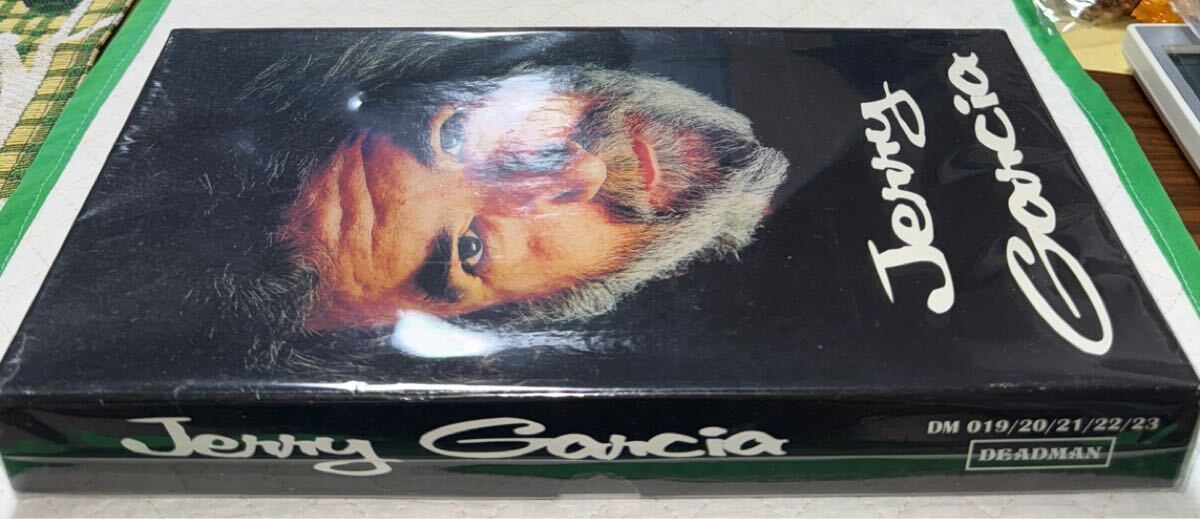 Jerry
Garcia
Jerry Garcia
DM 019/20/21/22/23
DEADMAN